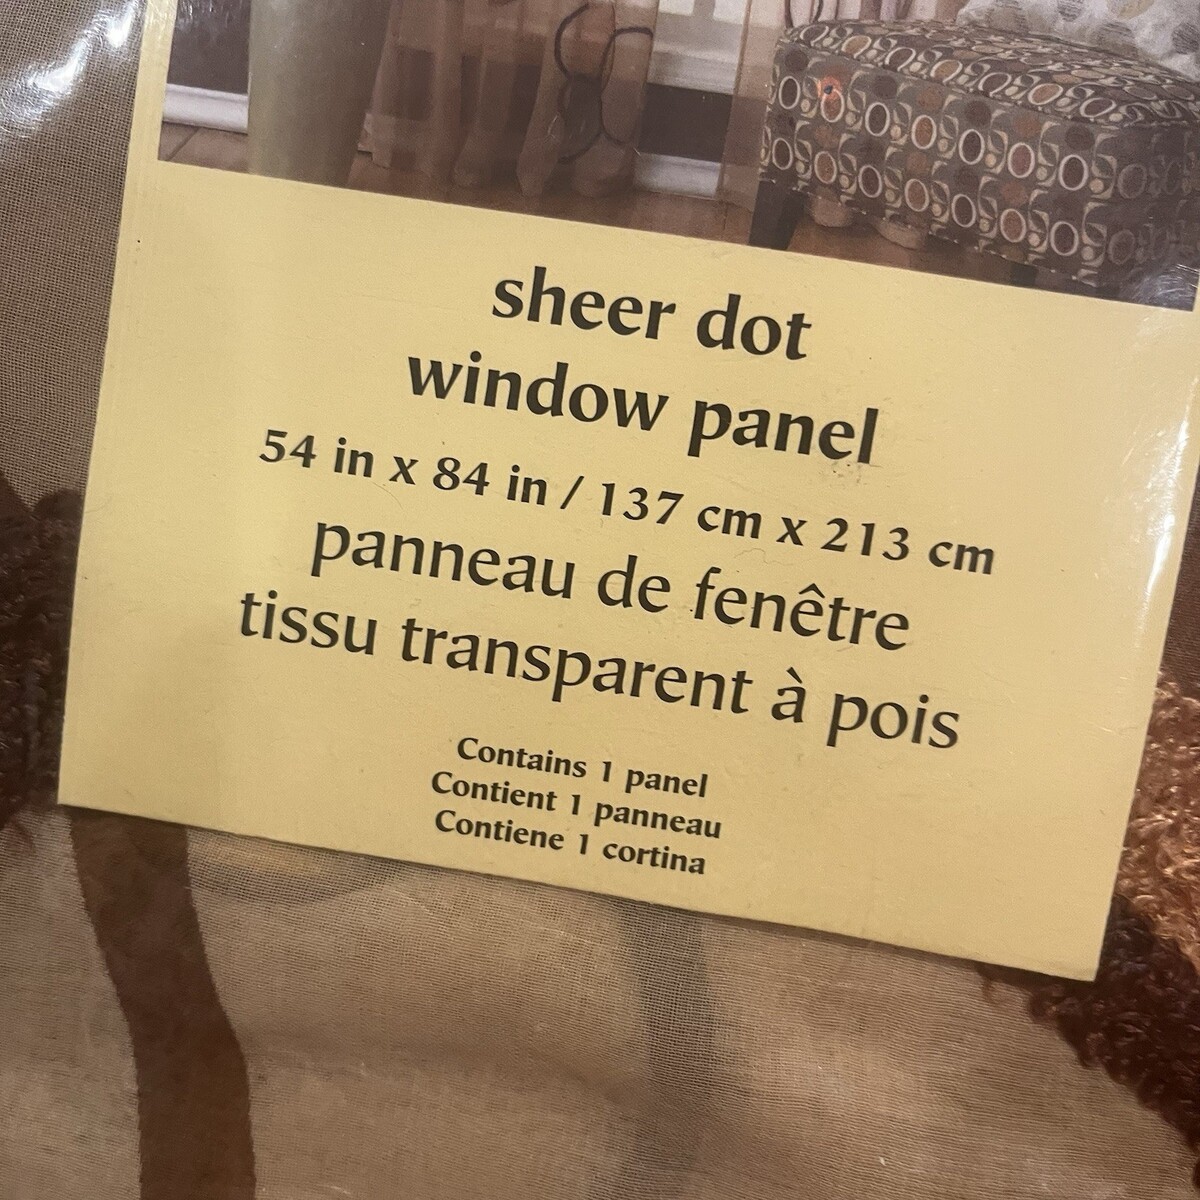 sheer dot
window panel
54 in x 84 in / 137 cm x 213 cm
panneau de fenêtre
tissu transparent à pois
Contains 1 panel
Contient 1 panneau
Contiene 1 cortina